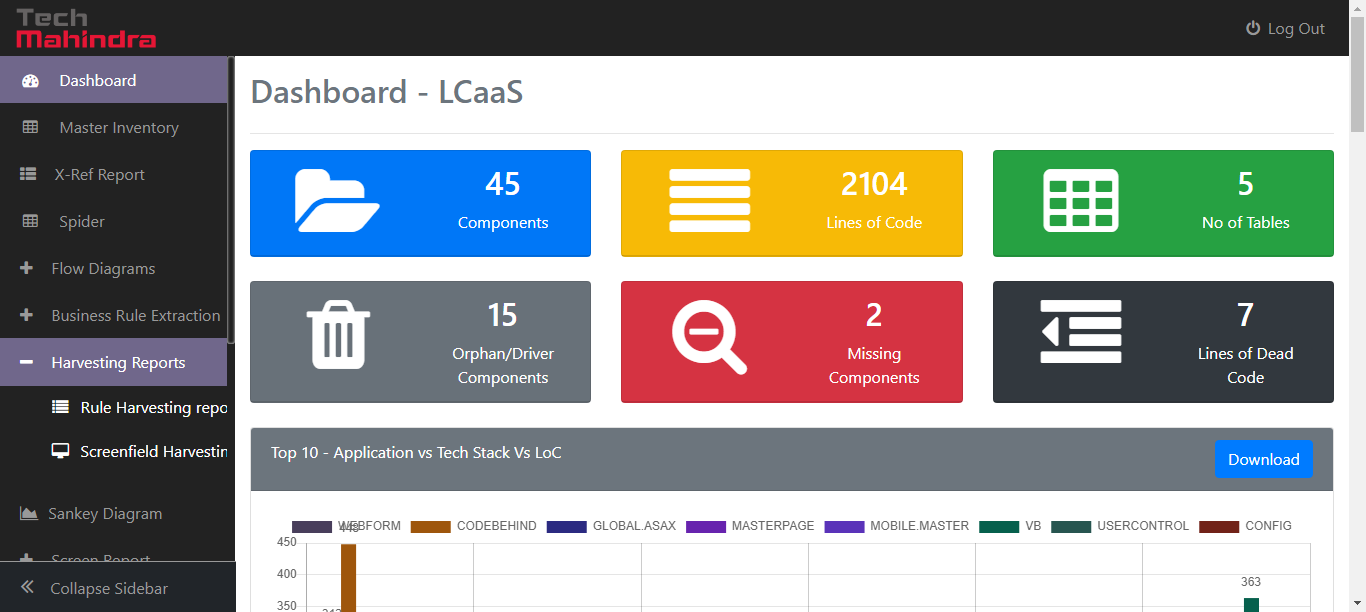 Tech
Mahindra
Log Out
Dashboard
Master Inventory
X-Ref Report
Spider
Flow Diagrams
Business Rule Extraction
Harvesting Reports
Rule Harvesting repo
Screenfield Harvestin
Sankey Diagram
Screen Report
Collapse Sidebar
Dashboard - LCaaS
45
Components
2104
Lines of Code
5
No of Tables
15
Orphan/Driver
Components
2
Missing
Components
7
Lines of Dead
Code
Top 10 - Application vs Tech Stack Vs LoC
Download
WEBFORM CODEBEHIND GLOBAL.ASAX MASTERPAGE MOBILE.MASTER VB USERCONTROL CONFIG
450
400
363
350